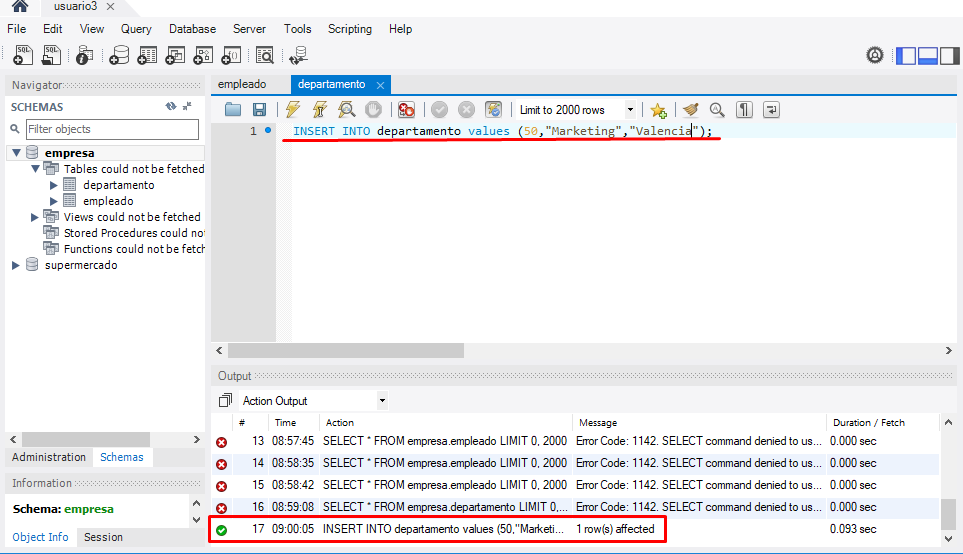 usuario3
File Edit View Query Database Server Tools Scripting Help
Navigator
SCHEMAS
Filter objects
empresa
Tables could not be fetched
departamento
empleado
Views could not be fetched
Stored Procedures could not
Functions could not be fetch
supermercado
Administration Schemas
Information
Schema: empresa
Object Info Session
empleado departamento
Limit to 2000 rows
1 INSERT INTO departamento values (50,"Marketing","Valencia");
Output
Action Output
# Time Action Message Duration / Fetch
13 08:57:45 SELECT * FROM empresa.empleado LIMIT 0, 2000 Error Code: 1142. SELECT command denied to us... 0.000 sec
14 08:58:35 SELECT * FROM empresa.empleado LIMIT 0, 2000 Error Code: 1142. SELECT command denied to us... 0.000 sec
15 08:58:42 SELECT * FROM empresa.empleado LIMIT 0, 2000 Error Code: 1142. SELECT command denied to us... 0.000 sec
16 08:59:08 SELECT * FROM empresa.departamento LIMIT 0,... Error Code: 1142. SELECT command denied to us... 0.000 sec
17 09:00:05 INSERT INTO departamento values (50,"Marketi... 1 row(s) affected 0.093 sec